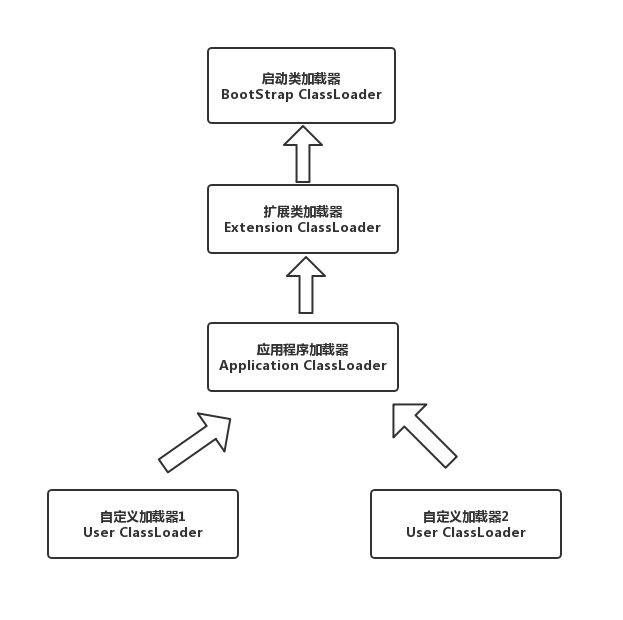 启动类加载器
BootStrap ClassLoader
扩展类加载器
Extension ClassLoader
应用程序加载器
Application ClassLoader
自定义加载器1
User ClassLoader
自定义加载器2
User ClassLoader